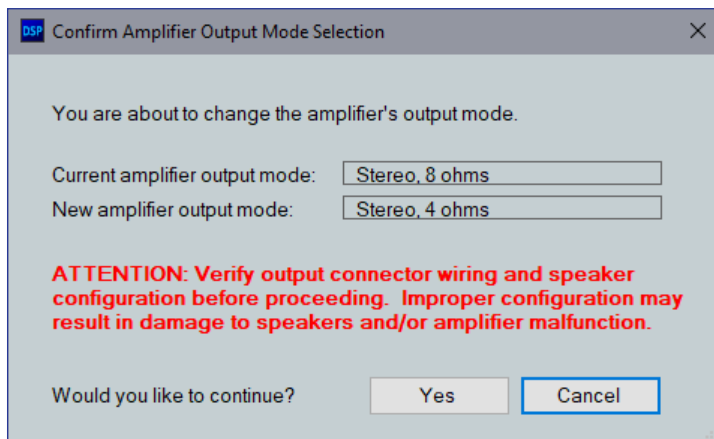 DSP Confirm Amplifier Output Mode Selection
You are about to change the amplifier's output mode.
Current amplifier output mode: Stereo, 8 ohms
New amplifier output mode: Stereo, 4 ohms
ATTENTION: Verify output connector wiring and speaker
configuration before proceeding.  Improper configuration may
result in damage to speakers and/or amplifier malfunction.
Would you like to continue? Yes Cancel